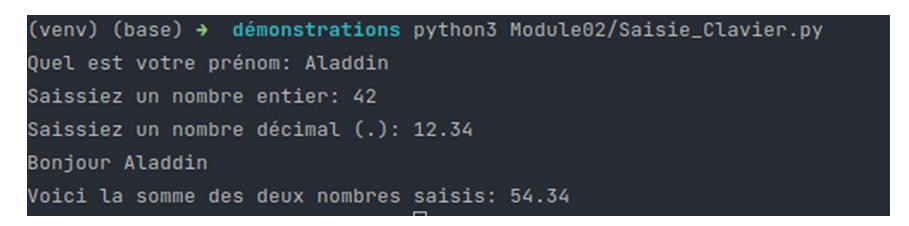 (venv) (base) → démonstrations python3 Module02/Saisie_Clavier.py
Quel est votre prénom: Aladdin
Saissiez un nombre entier: 42
Saissiez un nombre décimal (.): 12.34
Bonjour Aladdin
Voici la somme des deux nombres saisis: 54.34